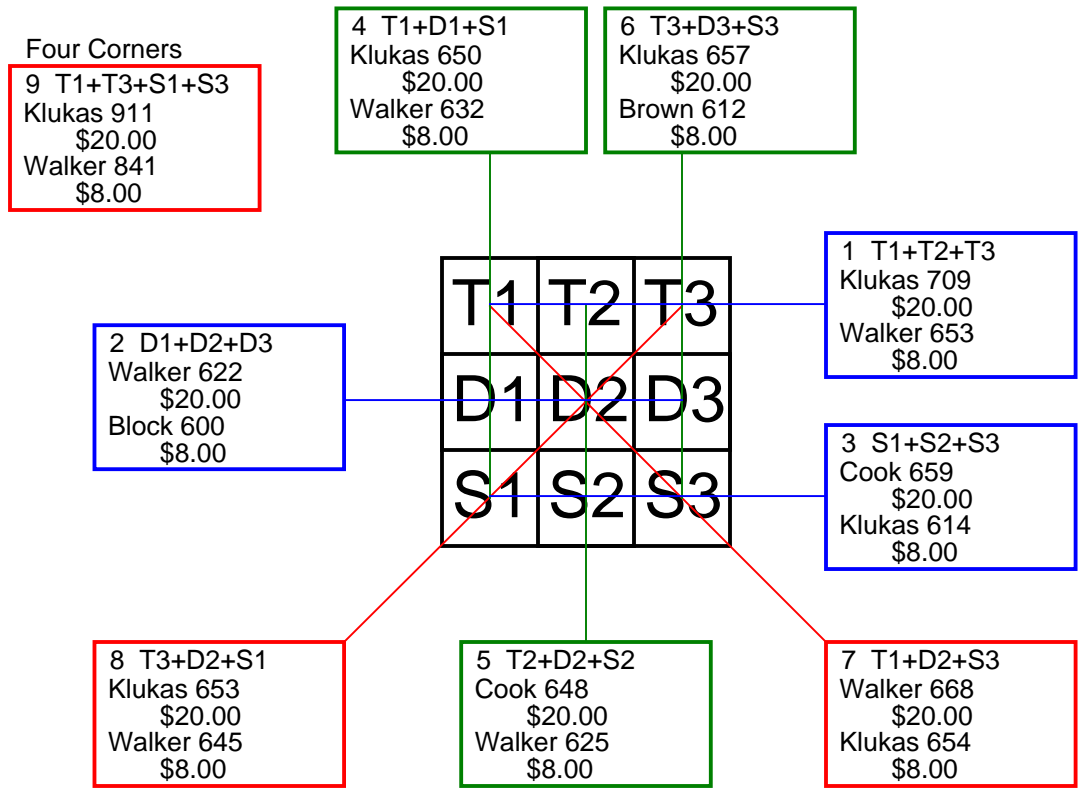 4 T1+D1+S1
Klukas 650
$20.00
Walker 632
$8.00
6 T3+D3+S3
Klukas 657
$20.00
Brown 612
$8.00
Four Corners
9 T1+T3+S1+S3
Klukas 911
$20.00
Walker 841
$8.00
1 T1+T2+T3
Klukas 709
$20.00
Walker 653
$8.00
T1 T2 T3
D1 D2 D3
S1 S2 S3
2 D1+D2+D3
Walker 622
$20.00
Block 600
$8.00
3 S1+S2+S3
Cook 659
$20.00
Klukas 614
$8.00
8 T3+D2+S1
Klukas 653
$20.00
Walker 645
$8.00
5 T2+D2+S2
Cook 648
$20.00
Walker 625
$8.00
7 T1+D2+S3
Walker 668
$20.00
Klukas 654
$8.00